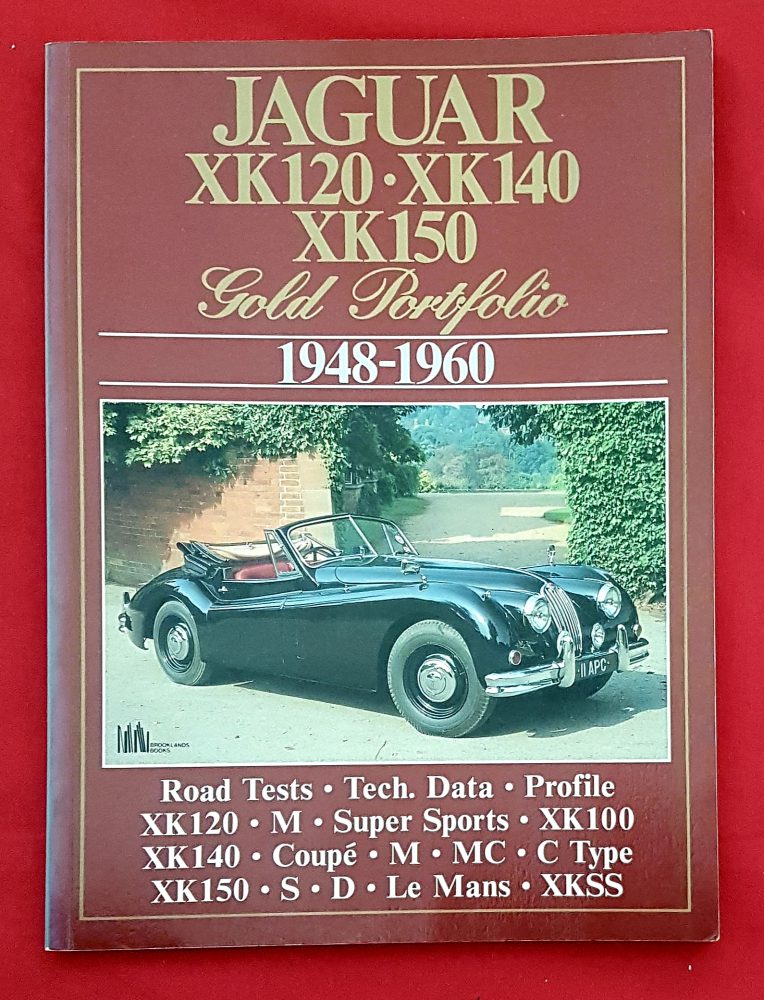 JAGUAR
XK120 • XK140
XK150
Gold Portfolio
1948-1960
11 APC
BROOKLANDS
BOOKS
Road Tests • Tech. Data • Profile
XK120 • M • Super Sports • XK100
XK140 • Coupé • M • MC • C Type
XK150 • S • D • Le Mans • XKSS